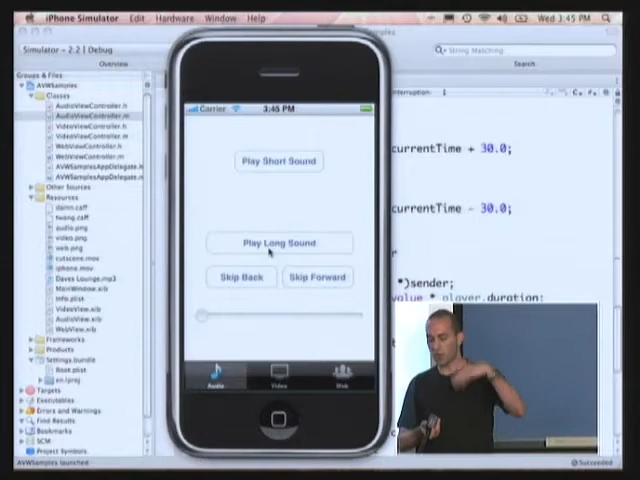 iPhone Simulator Edit Hardware Window Help
Wed 3:45 PM
Simulator - 2.2 | Debug
String Matching
Overview
Search
Groups & Files
AVWSamples
Classes
AudioViewController.h
AudioViewController.m
VideoViewController.h
VideoViewController.m
WebViewController.h
WebViewController.m
AVWSamplesAppDelegate.h
AVWSamplesAppDelegate.m
Other Sources
Resources
damn.caff
twang.caff
audio.png
video.png
web.png
cutscene.mov
iphone.mov
Daves Lounge.mp3
MainWindow.xib
Info.plist
VideoView.xib
AudioView.xib
WebView.xib
Frameworks
Products
Settings.bundle
Root.plist
en.lproj
Targets
Executables
Errors and Warnings
Find Results
Bookmarks
SCM
Project Symbols
AVWSamples launched
Succeeded
Carrier
3:45 PM
Play Short Sound
Play Long Sound
Skip Back
Skip Forward
Audio
Video
Web
currentTime + 30.0;
currentTime - 30.0;
*)sender;
value * player.duration;